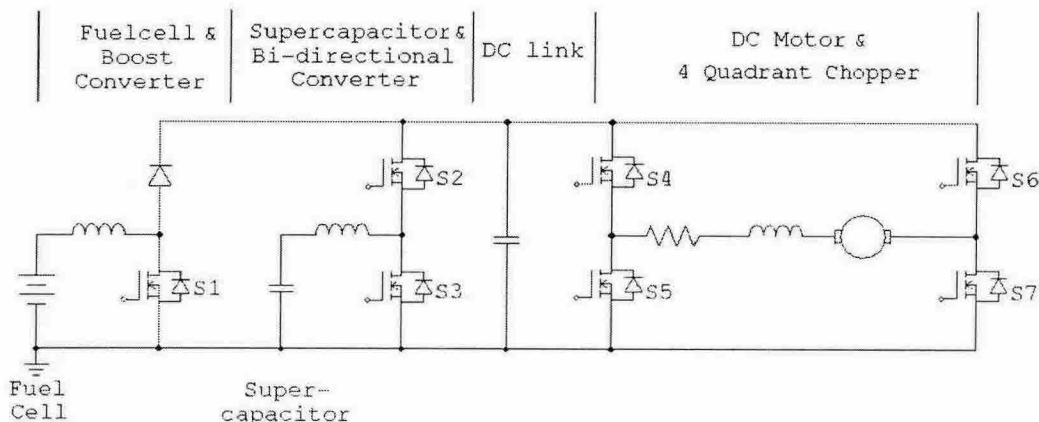 Fuelcell &
Boost
Converter
Supercapacitor&
Bi-directional
Converter
DC link
DC Motor &
4 Quadrant Chopper
S2
S4
S6
S1
S3
S5
S7
Fuel
Cell
Super-
capacitor